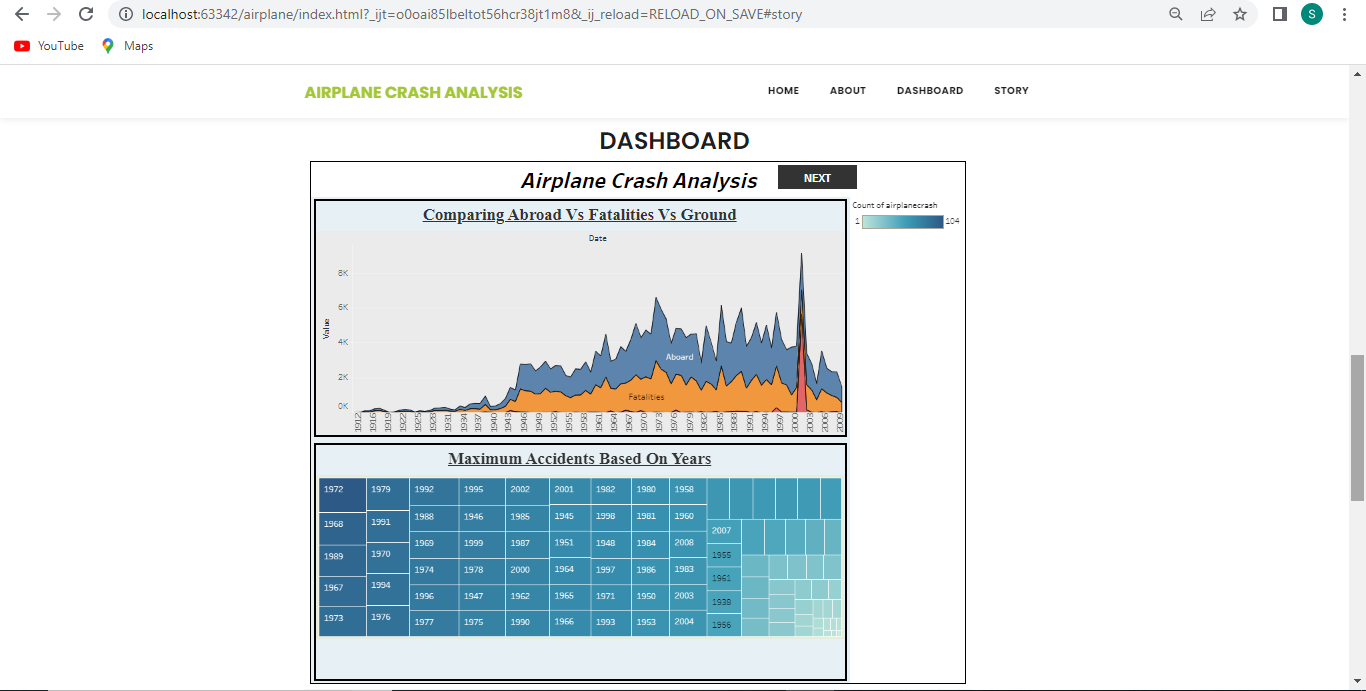 localhost:63342/airplane/index.html?_ijt=o0oai85lbeltot56hcr38jt1m8&_ij_reload=RELOAD_ON_SAVE#story
S
YouTube Maps
AIRPLANE CRASH ANALYSIS HOME ABOUT DASHBOARD STORY
DASHBOARD
Airplane Crash Analysis NEXT
Comparing Abroad Vs Fatalities Vs Ground
Count of airplanecrash
1 104
Date
Value
8K
6K
4K
2K
0K
Aboard
Fatalities
1912 1916 1919 1922 1925 1928 1931 1934 1937 1940 1943 1946 1949 1952 1955 1958 1961 1964 1967 1970 1973 1976 1979 1982 1985 1988 1991 1994 1997 2000 2003 2006 2009
Maximum Accidents Based On Years
1972 1979 1992 1995 2002 2001 1982 1980 1958
1968 1991 1988 1946 1985 1945 1998 1981 1960 2007
1989 1970 1969 1999 1987 1951 1948 1984 2008 1955
1967 1994 1974 1978 2000 1964 1997 1986 1983 1961
1996 1947 1962 1965 1971 1950 2003 1938
1973 1976 1977 1975 1990 1966 1993 1953 2004 1956